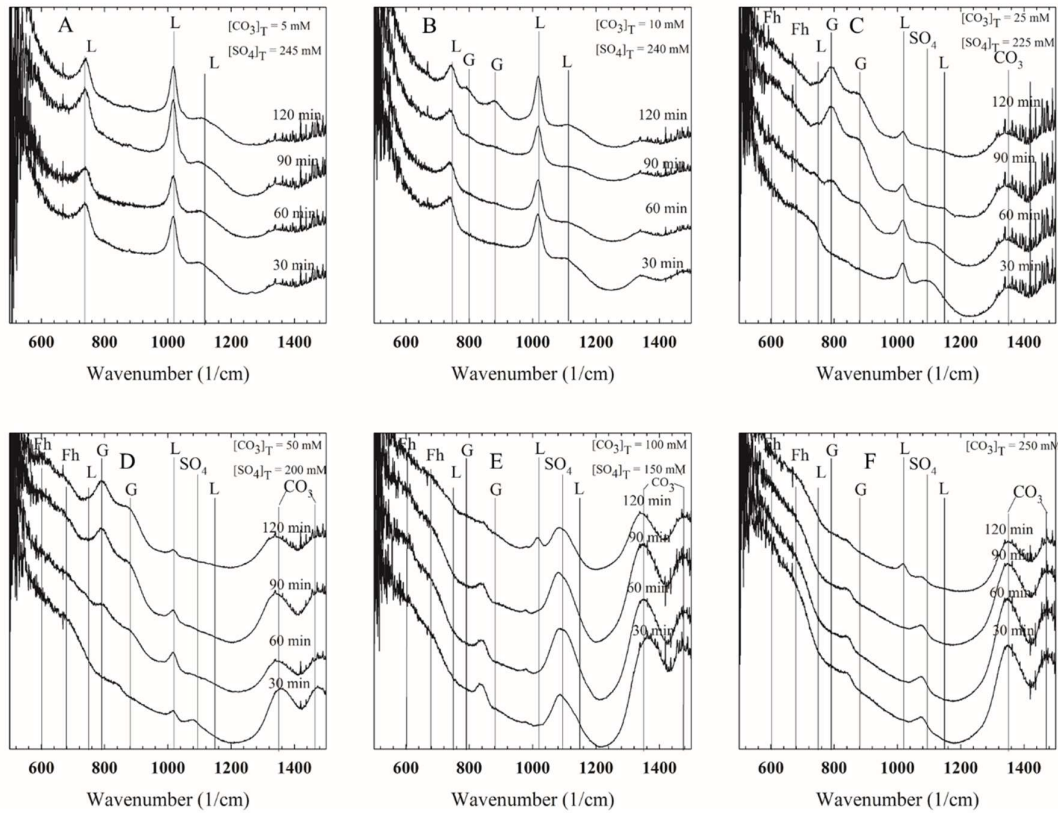 A
L
L
L
[CO3]T = 5 mM
[SO4]T = 245 mM
120 min
90 min
60 min
30 min
600 800 1000 1200 1400
Wavenumber (1/cm)
B
L
G
G
L
L
[CO3]T = 10 mM
[SO4]T = 240 mM
120 min
90 min
60 min
30 min
600 800 1000 1200 1400
Wavenumber (1/cm)
Fh
Fh
L
G
G
C
L
SO4
L
[CO3]T = 25 mM
[SO4]T = 225 mM
CO3
120 min
90 min
60 min
30 min
600 800 1000 1200 1400
Wavenumber (1/cm)
Fh
Fh
L
G
G
D
L
SO4
L
[CO3]T = 50 mM
[SO4]T = 200 mM
CO3
120 min
90 min
60 min
30 min
600 800 1000 1200 1400
Wavenumber (1/cm)
Fh
Fh
L
G
G
E
L
SO4
L
[CO3]T = 100 mM
[SO4]T = 150 mM
CO3
120 min
90 min
60 min
30 min
600 800 1000 1200 1400
Wavenumber (1/cm)
Fh
Fh
L
G
G
F
L
SO4
L
[CO3]T = 250 mM
CO3
120 min
90 min
60 min
30 min
600 800 1000 1200 1400
Wavenumber (1/cm)